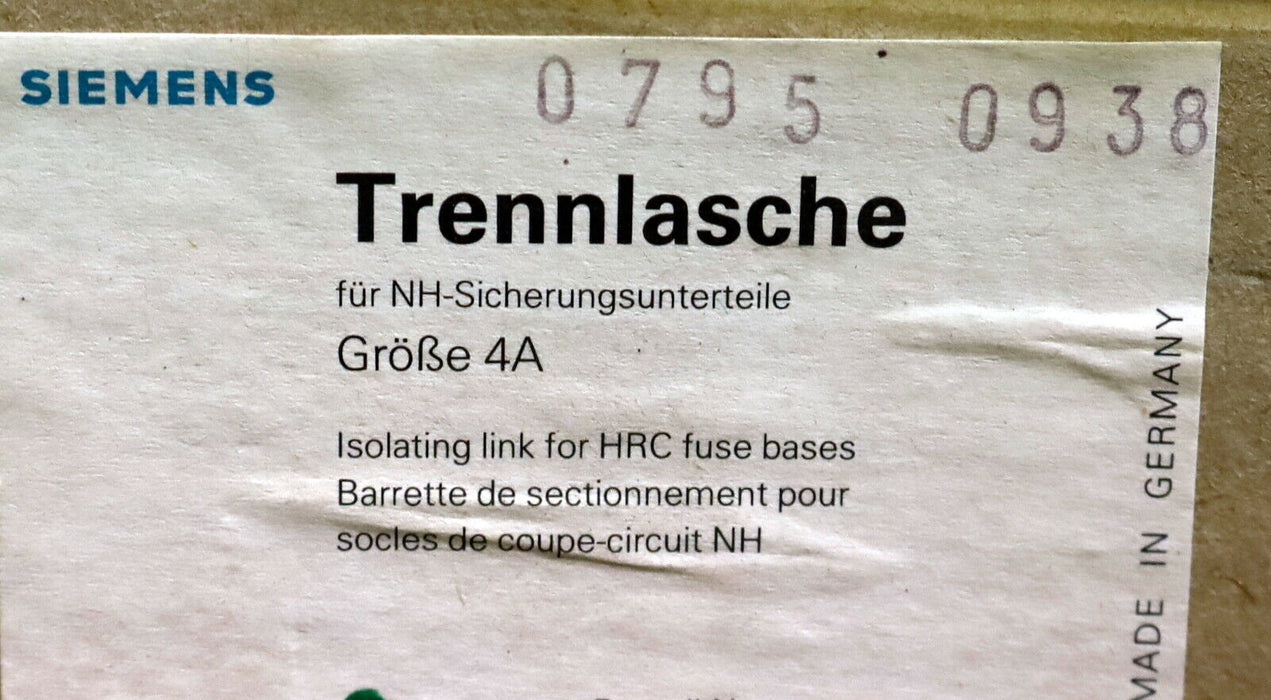 SIEMENS
0795 0938
Trennlasche
für NH-Sicherungsunterteile
Größe 4A
Isolating link for HRC fuse bases
Barrette de sectionnement pour
socles de coupe-circuit NH
MADE IN GERMANY